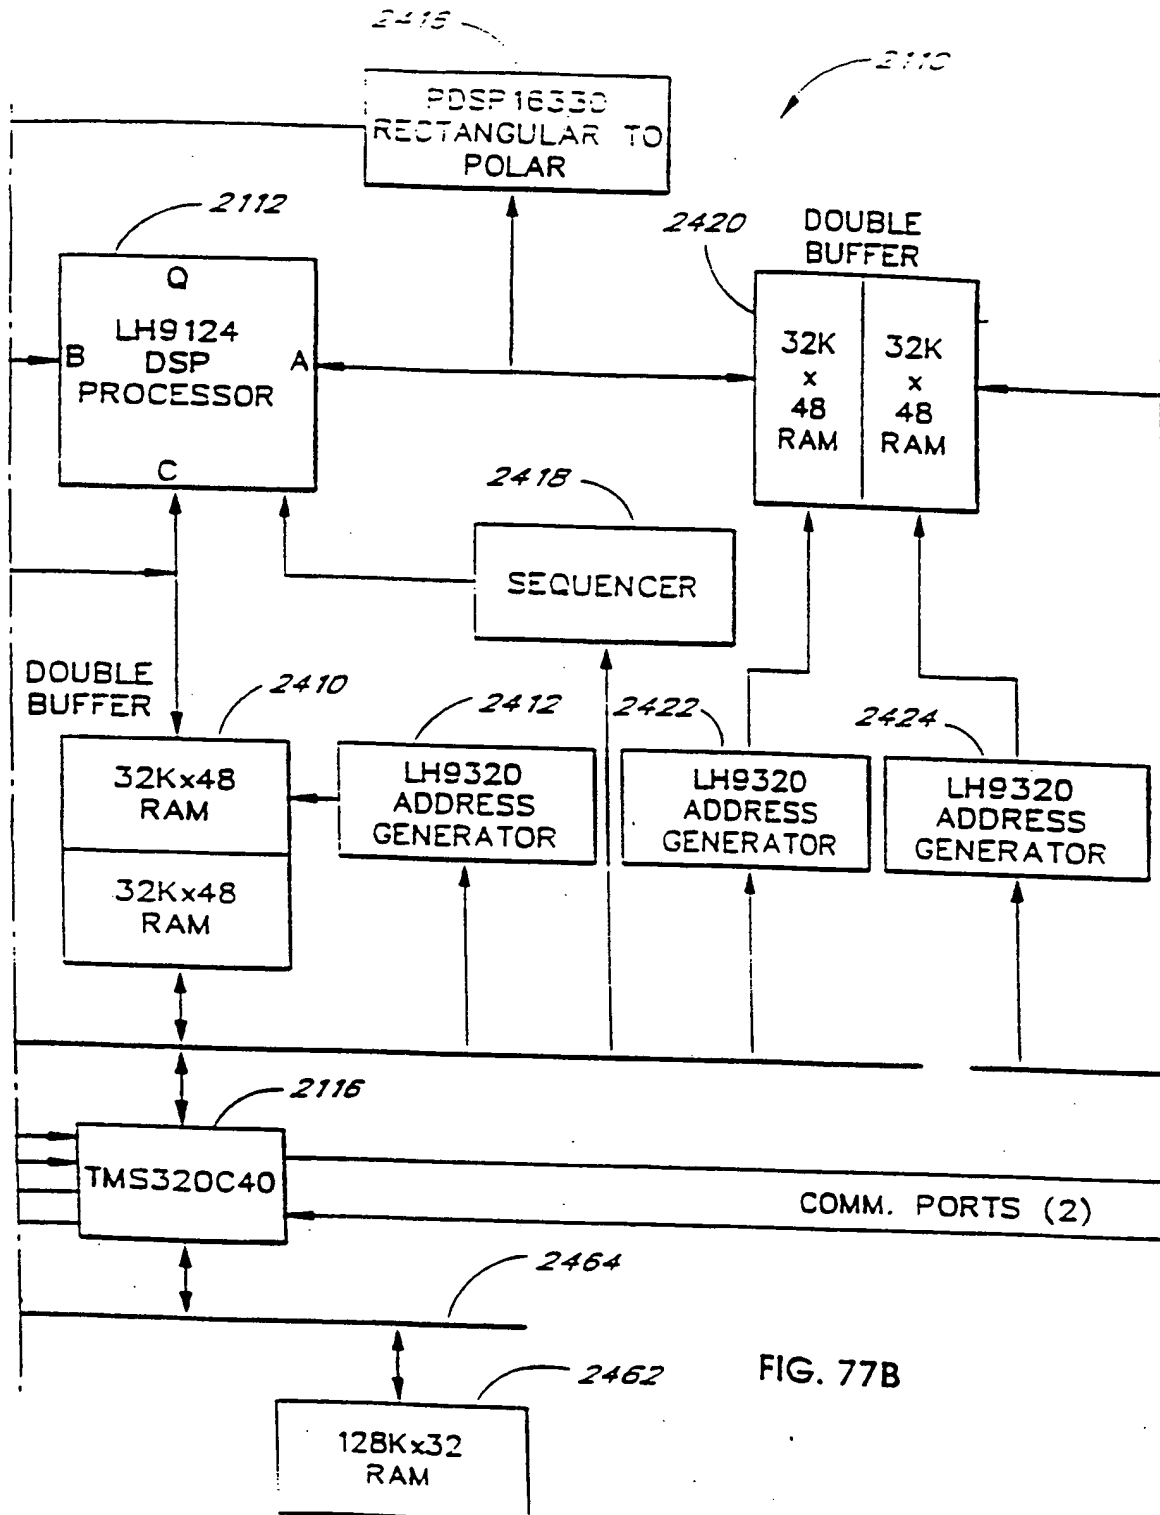 2416
2110
PDSP16330
RECTANGULAR TO
POLAR
2112
2420
DOUBLE
BUFFER
Q
LH9124
DSP
PROCESSOR
B
A
C
32K
x
48
RAM
32K
x
48
RAM
2418
SEQUENCER
DOUBLE
BUFFER
2410
2412
2422
2424
32Kx48
RAM
32Kx48
RAM
LH9320
ADDRESS
GENERATOR
LH9320
ADDRESS
GENERATOR
LH9320
ADDRESS
GENERATOR
2116
TMS320C40
COMM. PORTS (2)
2464
2462
128Kx32
RAM
FIG. 77B